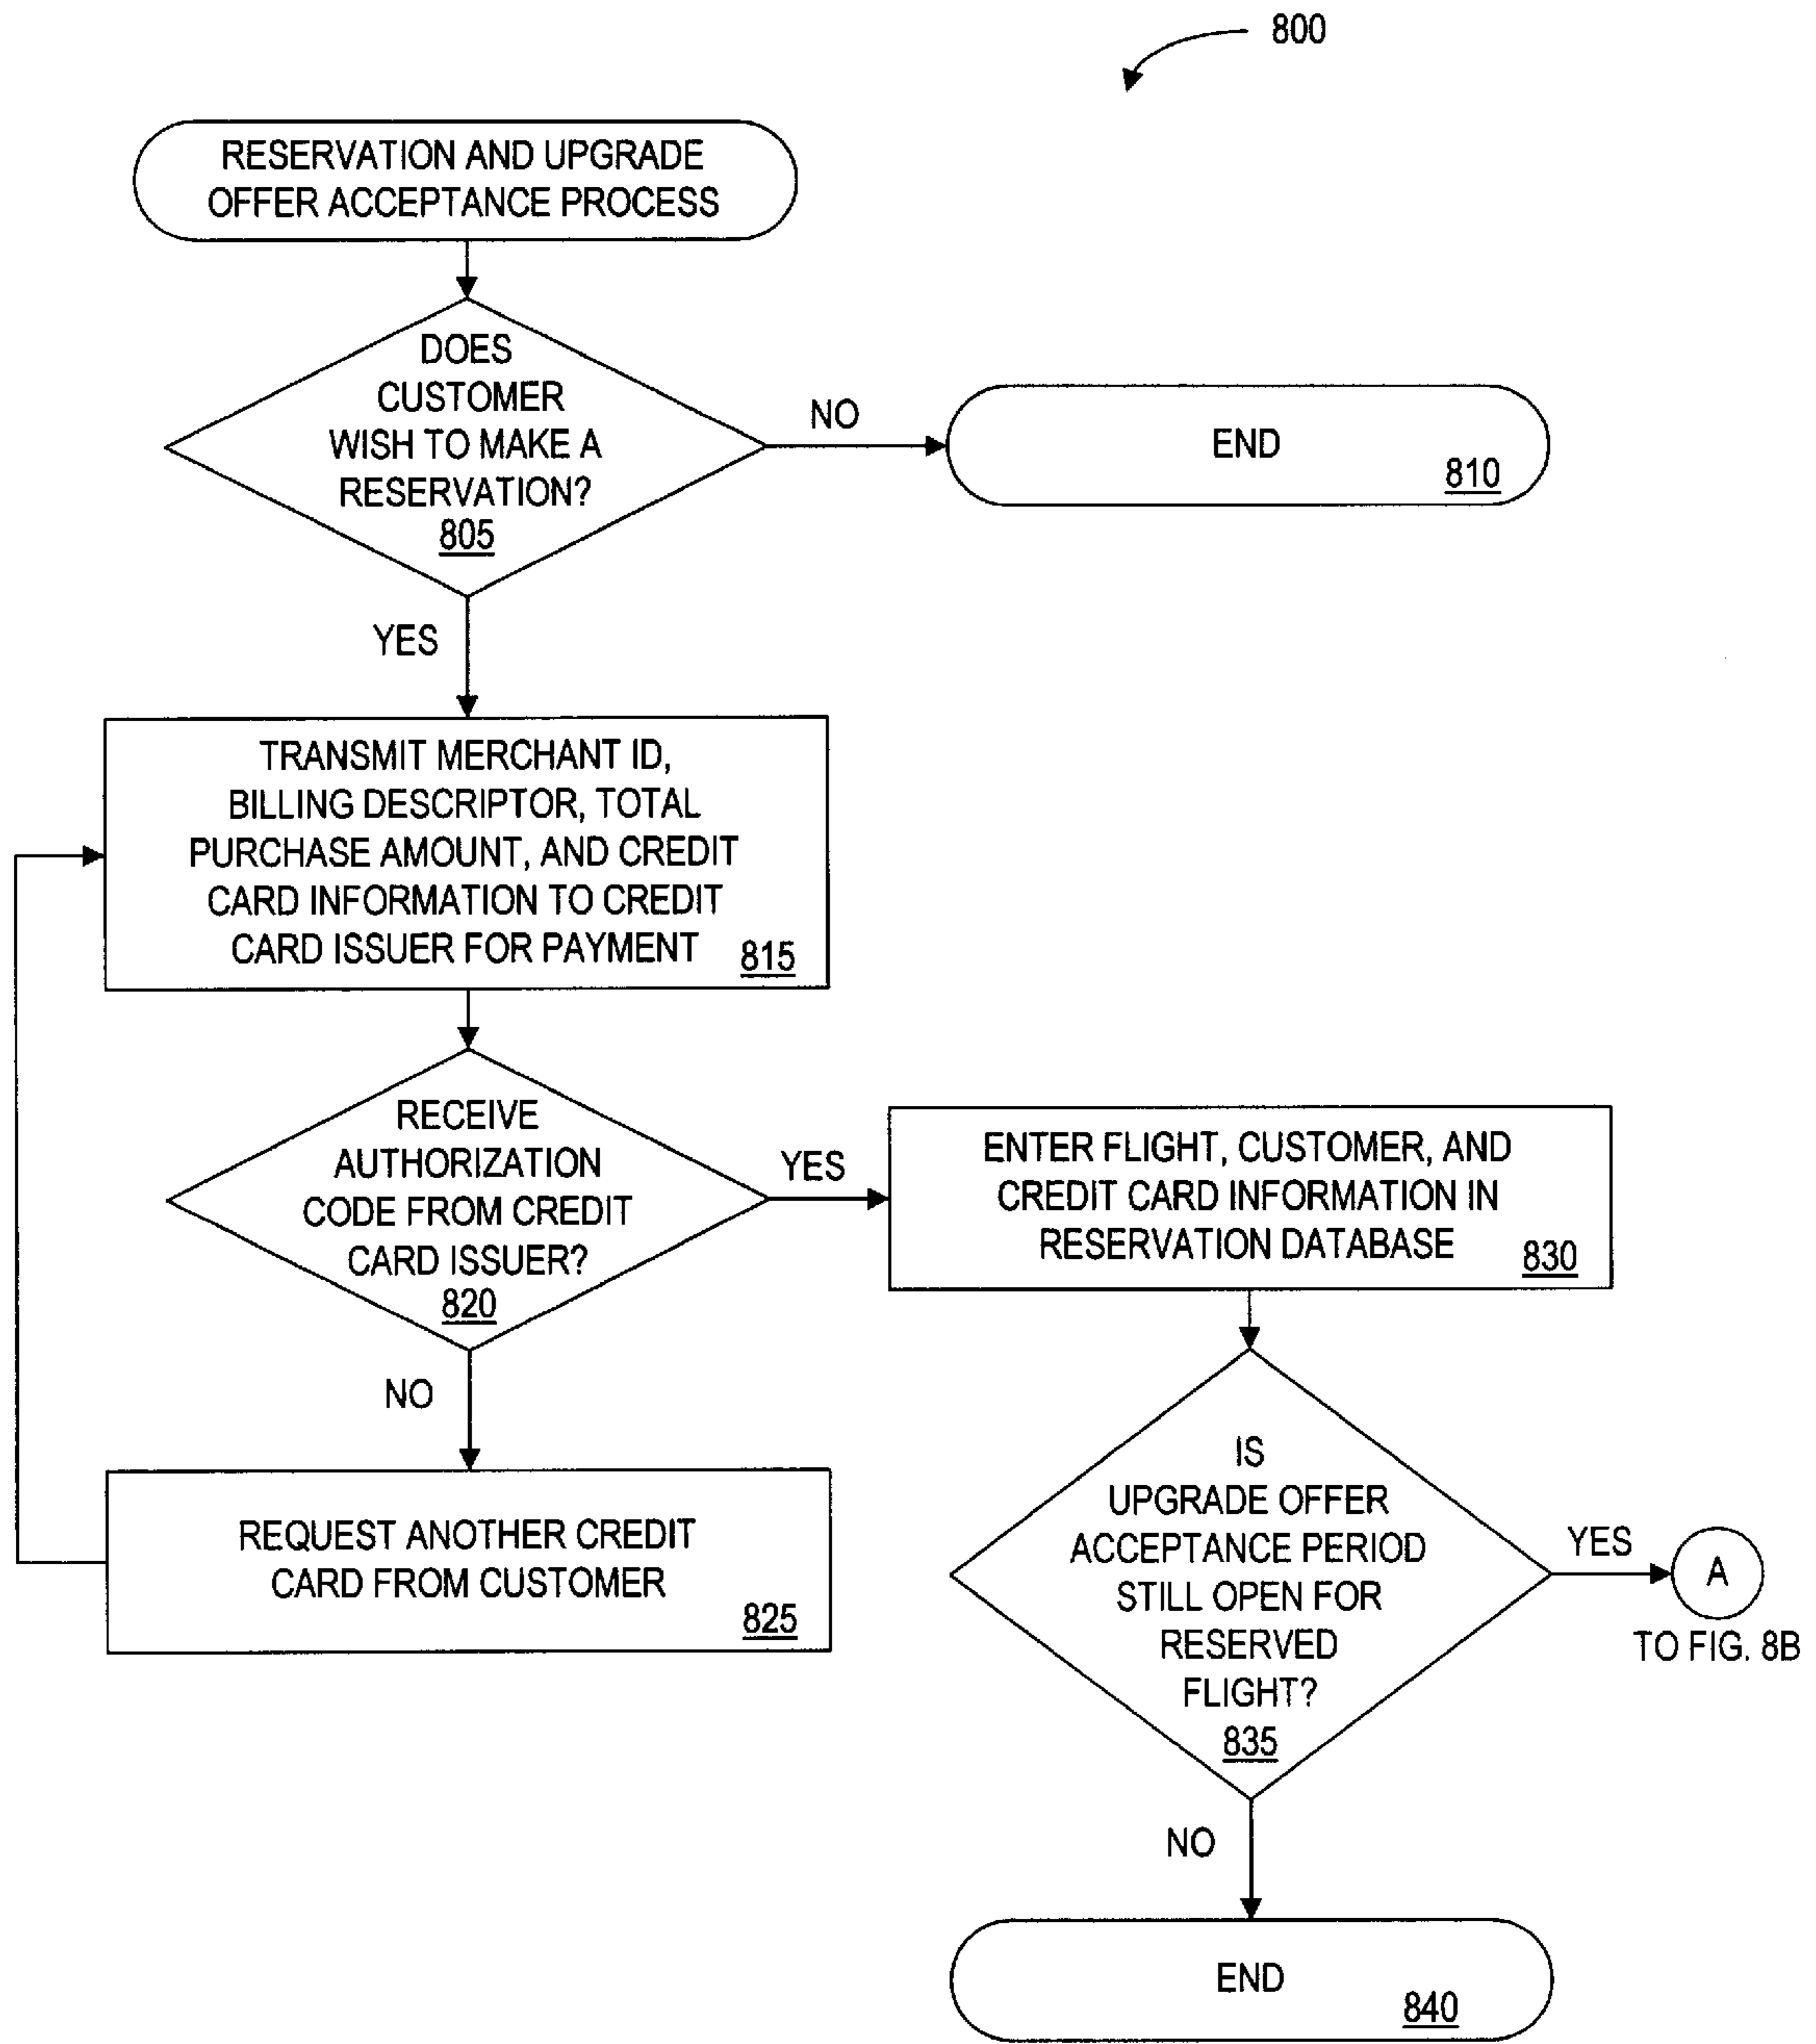 800
RESERVATION AND UPGRADE
OFFER ACCEPTANCE PROCESS
DOES
CUSTOMER
WISH TO MAKE A
RESERVATION?
805
NO
END
810
YES
TRANSMIT MERCHANT ID,
BILLING DESCRIPTOR, TOTAL
PURCHASE AMOUNT, AND CREDIT
CARD INFORMATION TO CREDIT
CARD ISSUER FOR PAYMENT
815
RECEIVE
AUTHORIZATION
CODE FROM CREDIT
CARD ISSUER?
820
YES
ENTER FLIGHT, CUSTOMER, AND
CREDIT CARD INFORMATION IN
RESERVATION DATABASE
830
NO
REQUEST ANOTHER CREDIT
CARD FROM CUSTOMER
825
IS
UPGRADE OFFER
ACCEPTANCE PERIOD
STILL OPEN FOR
RESERVED
FLIGHT?
835
YES
A
TO FIG. 8B
NO
END
840